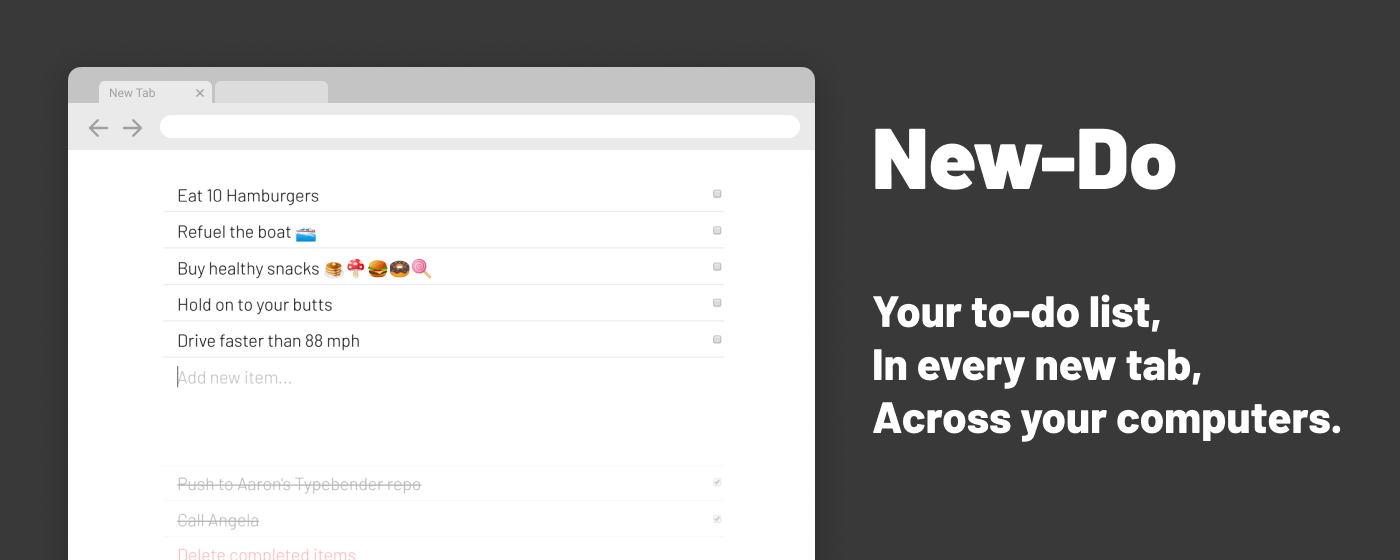 New Tab
Eat 10 Hamburgers
Refuel the boat 🚤
Buy healthy snacks 🥞🍄🍔🍩🍭
Hold on to your butts
Drive faster than 88 mph
Add new item...
Push to Aaron's Typebender repo
Call Angela
Delete completed items
New-Do
Your to-do list,
In every new tab,
Across your computers.